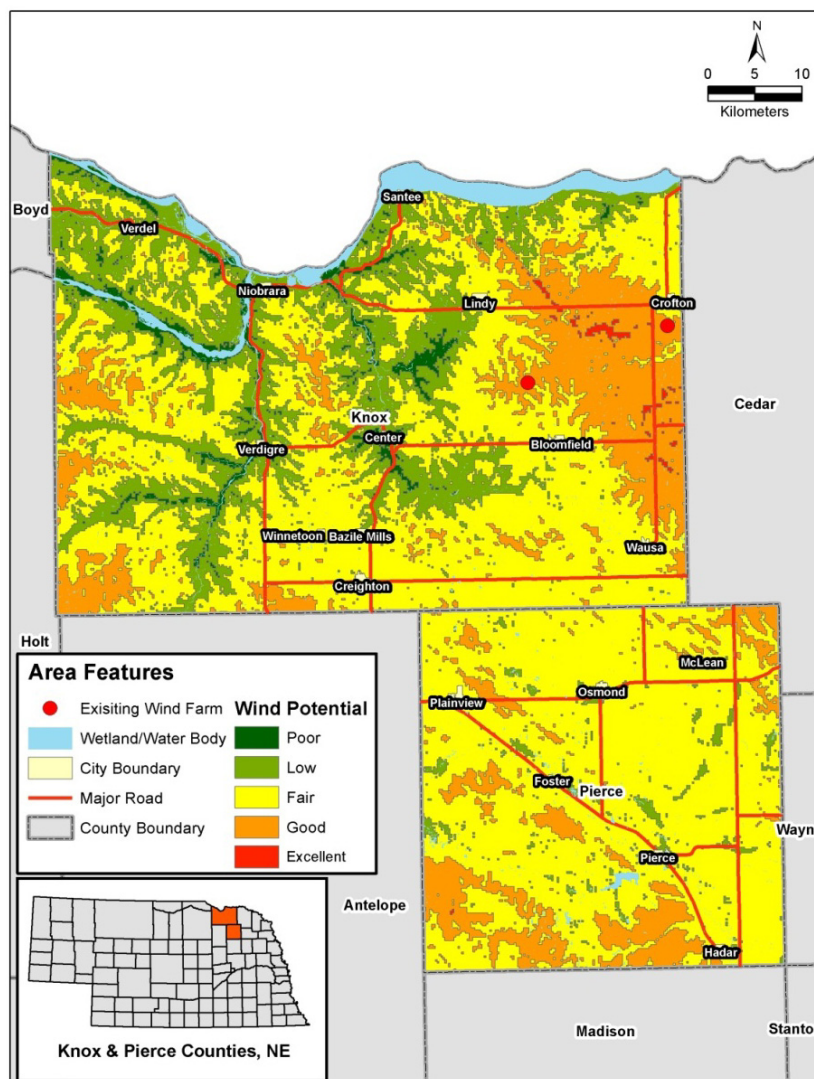 N
0 5 10
Kilometers
Santee
Boyd
Verdel
Niobrara
Lindy
Crofton
Cedar
Knox
Center
Verdigre
Bloomfield
Winnetoon
Bazile Mills
Wausa
Creighton
Holt
McLean
Osmond
Plainview
Foster
Pierce
Wayn
Pierce
Antelope
Hadar
Madison
Stanto
Area Features
Exisiting Wind Farm
Wetland/Water Body
City Boundary
Major Road
County Boundary
Wind Potential
Poor
Low
Fair
Good
Excellent
Knox & Pierce Counties, NE